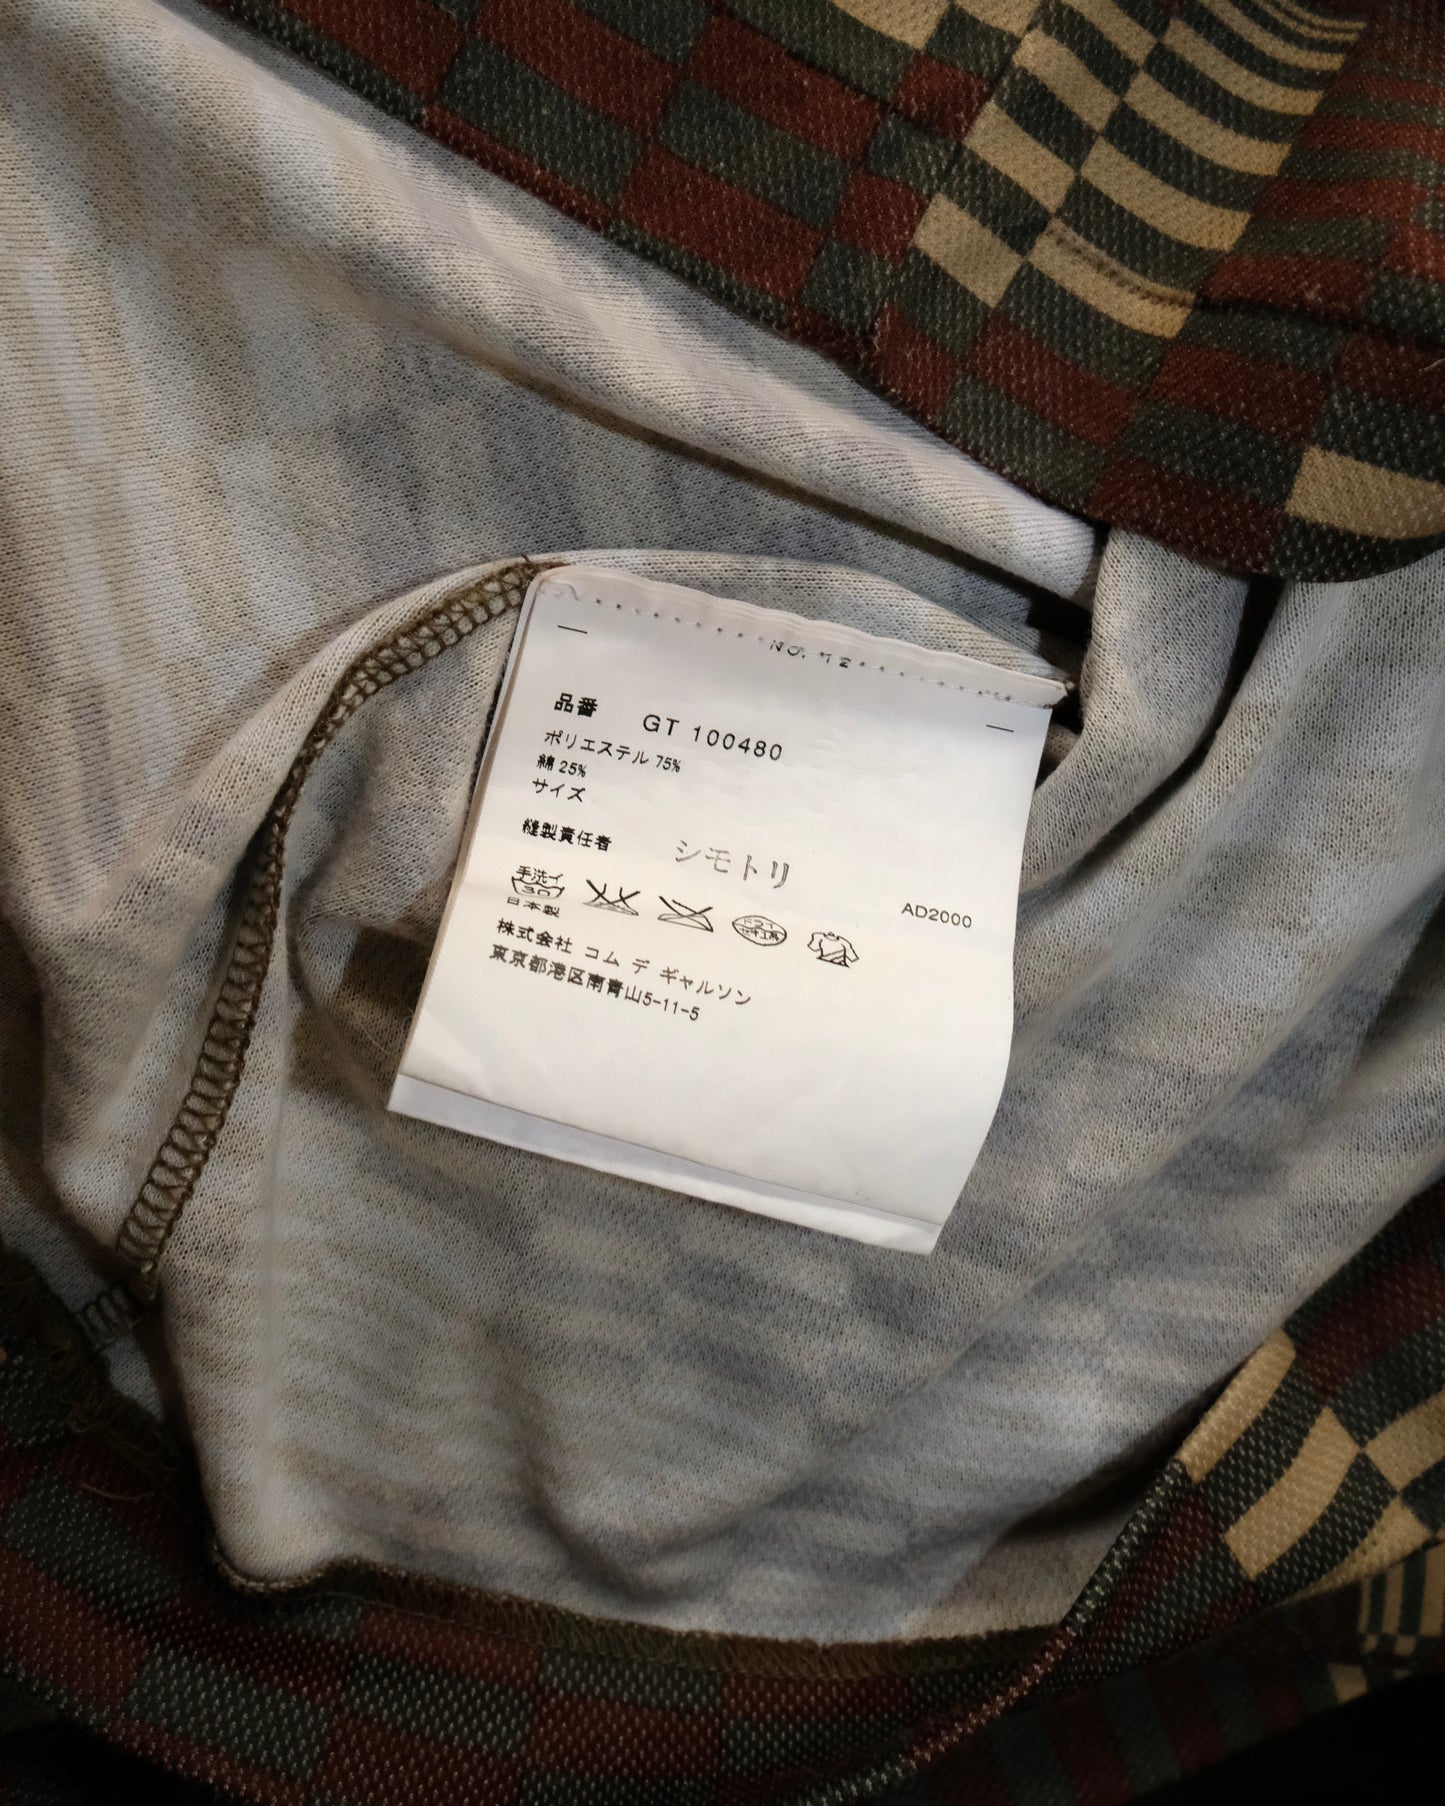 NO. 12
品番 GT 100480
ポリエステル 75%
綿 25%
サイズ
縫製責任者 シモトリ
手洗イ
30
日本製
AD2000
株式会社 コム デ ギャルソン
東京都港区南青山5-11-5